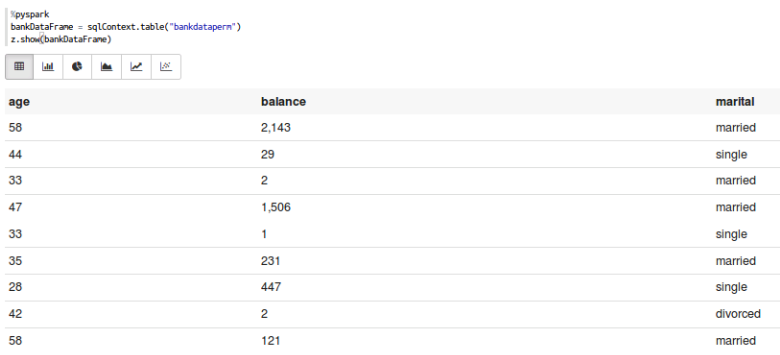 %pyspark
bankDataFrame = sqlContext.table("bankdataperm")
z.show(bankDataFrame)
age balance marital
58 2,143 married
44 29 single
33 2 married
47 1,506 married
33 1 single
35 231 married
28 447 single
42 2 divorced
58 121 married